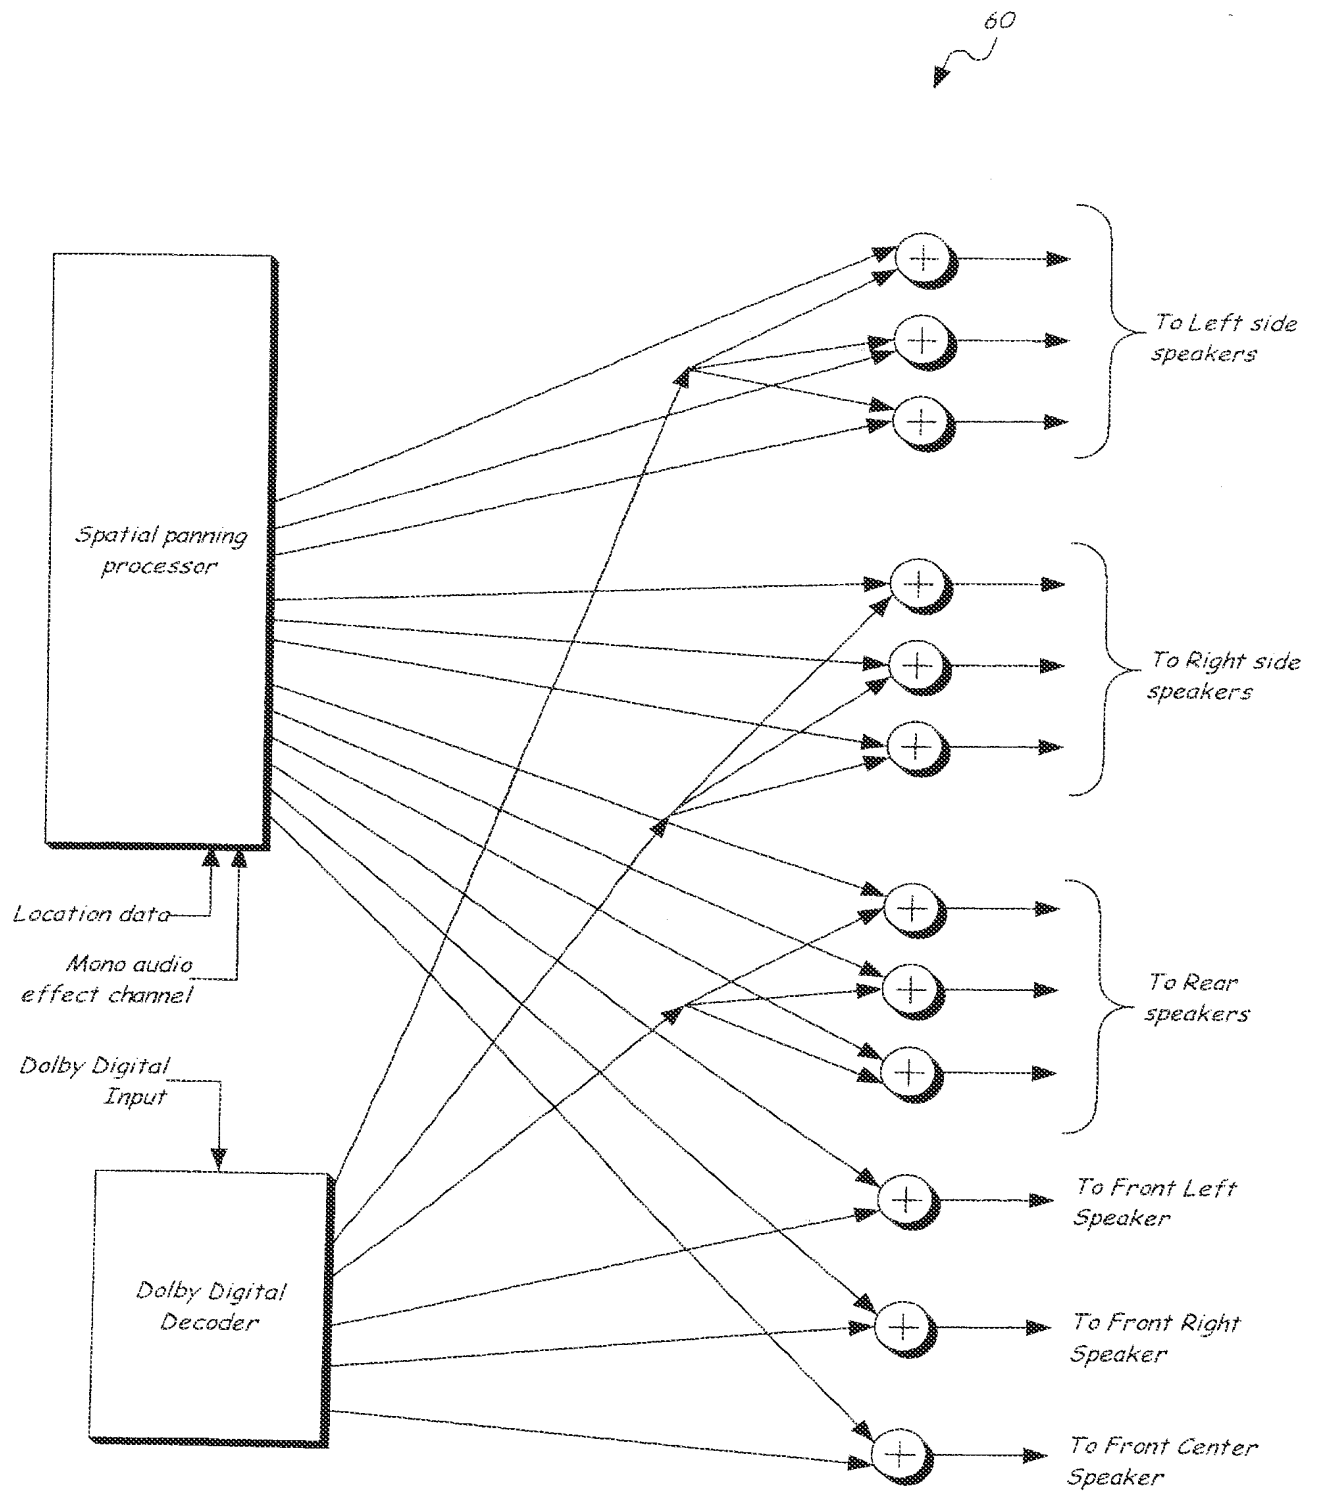 60
To Left side
speakers
Spatial panning
processor
To Right side
speakers
Location data
Mono audio
effect channel
To Rear
speakers
Dolby Digital
Input
To Front Left
Speaker
Dolby Digital
Decoder
To Front Right
Speaker
To Front Center
Speaker